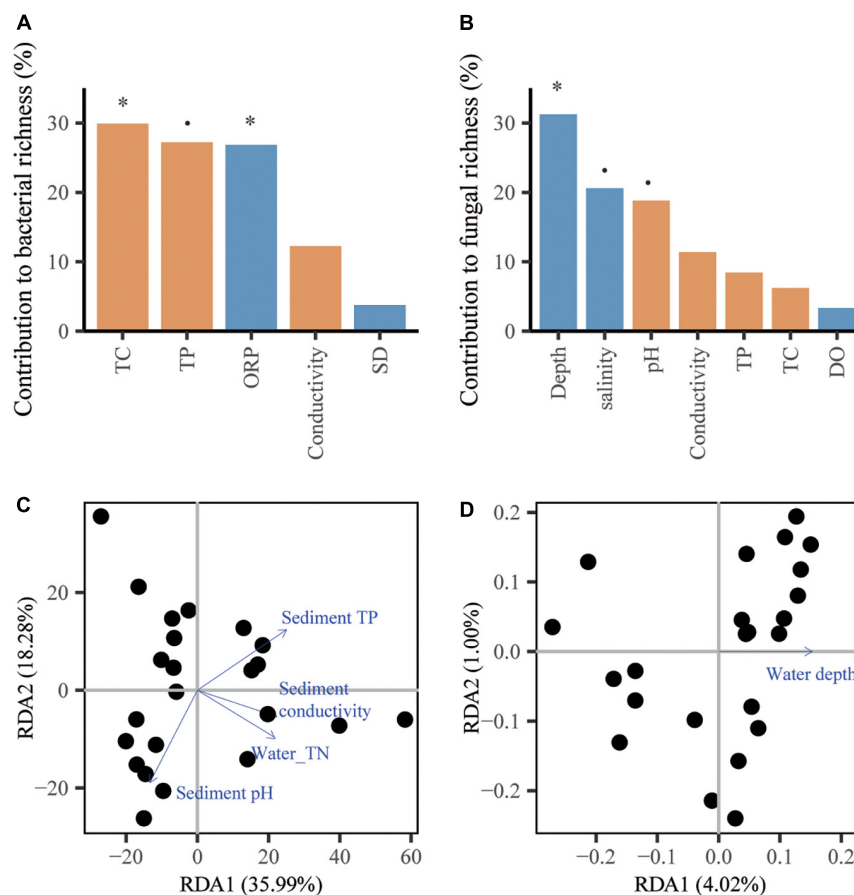 A
Contribution to bacterial richness (%)
30
20
10
0
*
•
*
TC
TP
ORP
Conductivity
SD
B
Contribution to fungal richness (%)
30
20
10
0
*
•
•
Depth
salinity
pH
Conductivity
TP
TC
DO
C
RDA2 (18.28%)
20
0
−20
Sediment TP
Sediment
conductivity
Water_TN
Sediment pH
−20
0
20
40
60
RDA1 (35.99%)
D
RDA2 (1.00%)
0.2
0.1
0.0
−0.1
−0.2
Water depth
−0.2
−0.1
0.0
0.1
0.2
RDA1 (4.02%)